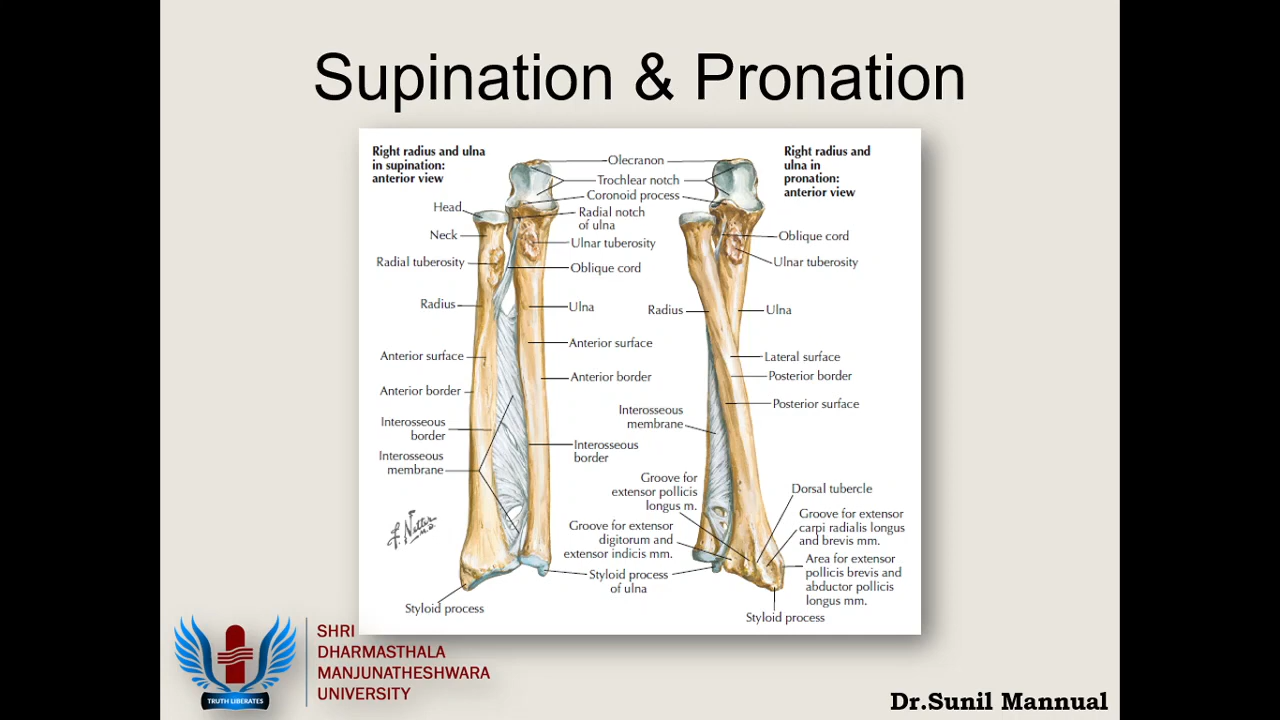 Supination & Pronation
Right radius and ulna
in supination:
anterior view
Head
Neck
Radial tuberosity
Radius
Anterior surface
Anterior border
Interosseous
border
Interosseous
membrane
Styloid process
Olecranon
Trochlear notch
Coronoid process
Radial notch
of ulna
Ulnar tuberosity
Oblique cord
Ulna
Anterior surface
Anterior border
Interosseous
border
Right radius and
ulna in
pronation:
anterior view
Oblique cord
Ulnar tuberosity
Radius
Ulna
Lateral surface
Posterior border
Posterior surface
Interosseous
membrane
Groove for
extensor pollicis
longus m.
Groove for extensor
digitorum and
extensor indicis mm.
Styloid process
of ulna
Dorsal tubercle
Groove for extensor
carpi radialis longus
and brevis mm.
Area for extensor
pollicis brevis and
abductor pollicis
longus mm.
Styloid process
F. Netter
M.D.
SHRI
DHARMASTHALA
MANJUNATHESHWARA
UNIVERSITY
TRUTH LIBERATES
Dr.Sunil Mannual